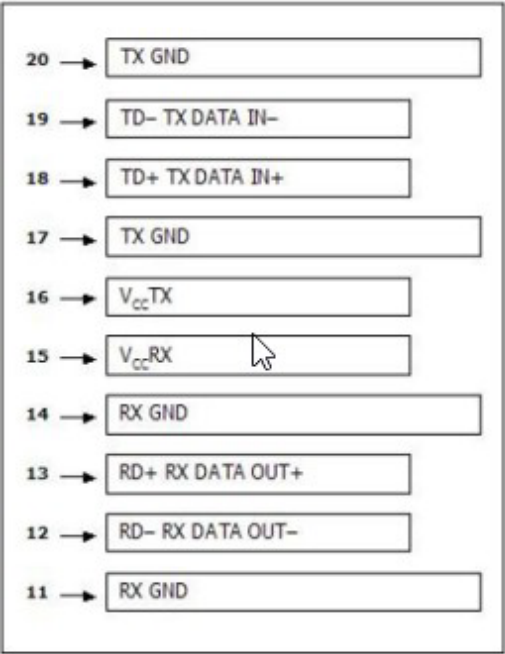 20 TX GND
19 TD– TX DATA IN–
18 TD+ TX DATA IN+
17 TX GND
16 VCCTX
15 VCCRX
14 RX GND
13 RD+ RX DATA OUT+
12 RD– RX DATA OUT–
11 RX GND